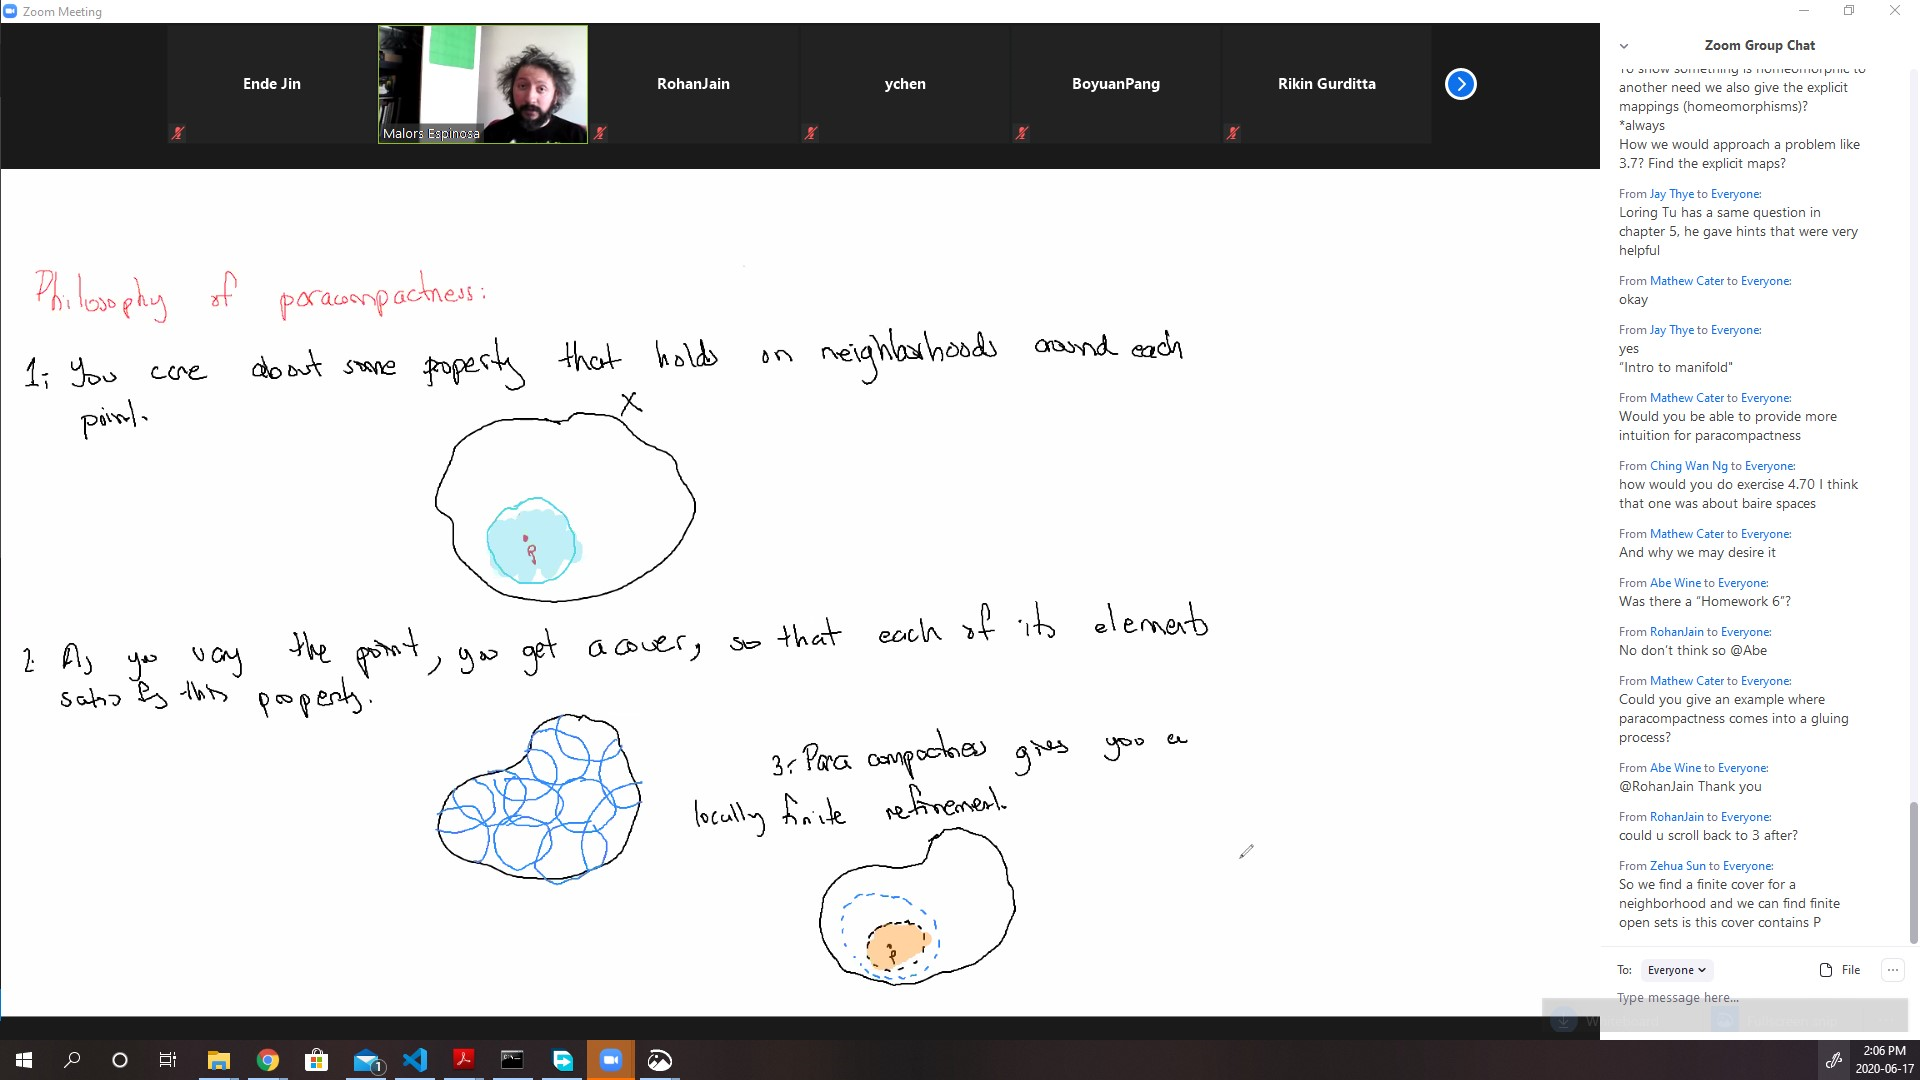 Zoom Meeting
Ende Jin
Malors Espinosa
RohanJain
ychen
BoyuanPang
Rikin Gurditta
Philosophy of paracompactness:
1: You care about some property that holds on neighborhoods around each
point.
X
P
2. As you vary the point, you get a cover, so that each of its elements
satisfy this property.
3: Para compactness gives you a
locally finite refinement.
P
Zoom Group Chat
To show something is homeomorphic to
another need we also give the explicit
mappings (homeomorphisms)?
*always
How we would approach a problem like
3.7? Find the explicit maps?
From Jay Thye to Everyone:
Loring Tu has a same question in
chapter 5, he gave hints that were very
helpful
From Mathew Cater to Everyone:
okay
From Jay Thye to Everyone:
yes
“Intro to manifold”
From Mathew Cater to Everyone:
Would you be able to provide more
intuition for paracompactness
From Ching Wan Ng to Everyone:
how would you do exercise 4.70 I think
that one was about baire spaces
From Mathew Cater to Everyone:
And why we may desire it
From Abe Wine to Everyone:
Was there a “Homework 6”?
From RohanJain to Everyone:
No don't think so @Abe
From Mathew Cater to Everyone:
Could you give an example where
paracompactness comes into a gluing
process?
From Abe Wine to Everyone:
@RohanJain Thank you
From RohanJain to Everyone:
could u scroll back to 3 after?
From Zehua Sun to Everyone:
So we find a finite cover for a
neighborhood and we can find finite
open sets is this cover contains P
To: Everyone File
Type message here...
1
2:06 PM
2020-06-17